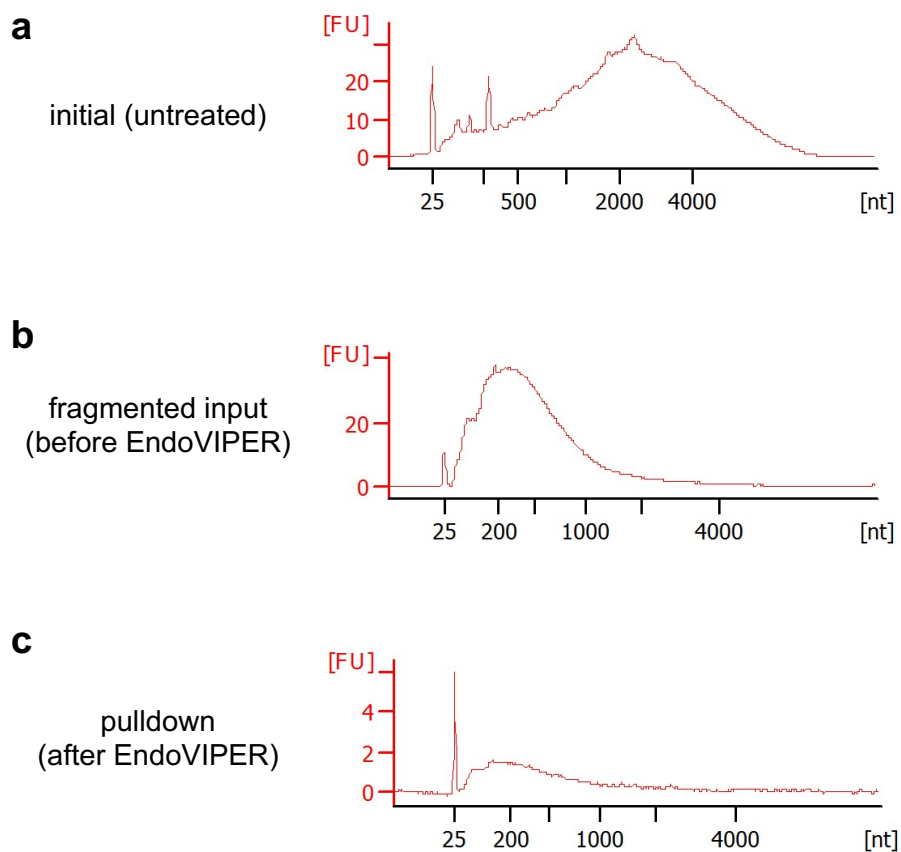 a
[FU]
initial (untreated)
20
10
0
25 500 2000 4000 [nt]
b
[FU]
fragmented input
(before EndoVIPER)
20
0
25 200 1000 4000 [nt]
c
[FU]
pulldown
(after EndoVIPER)
4
2
0
25 200 1000 4000 [nt]